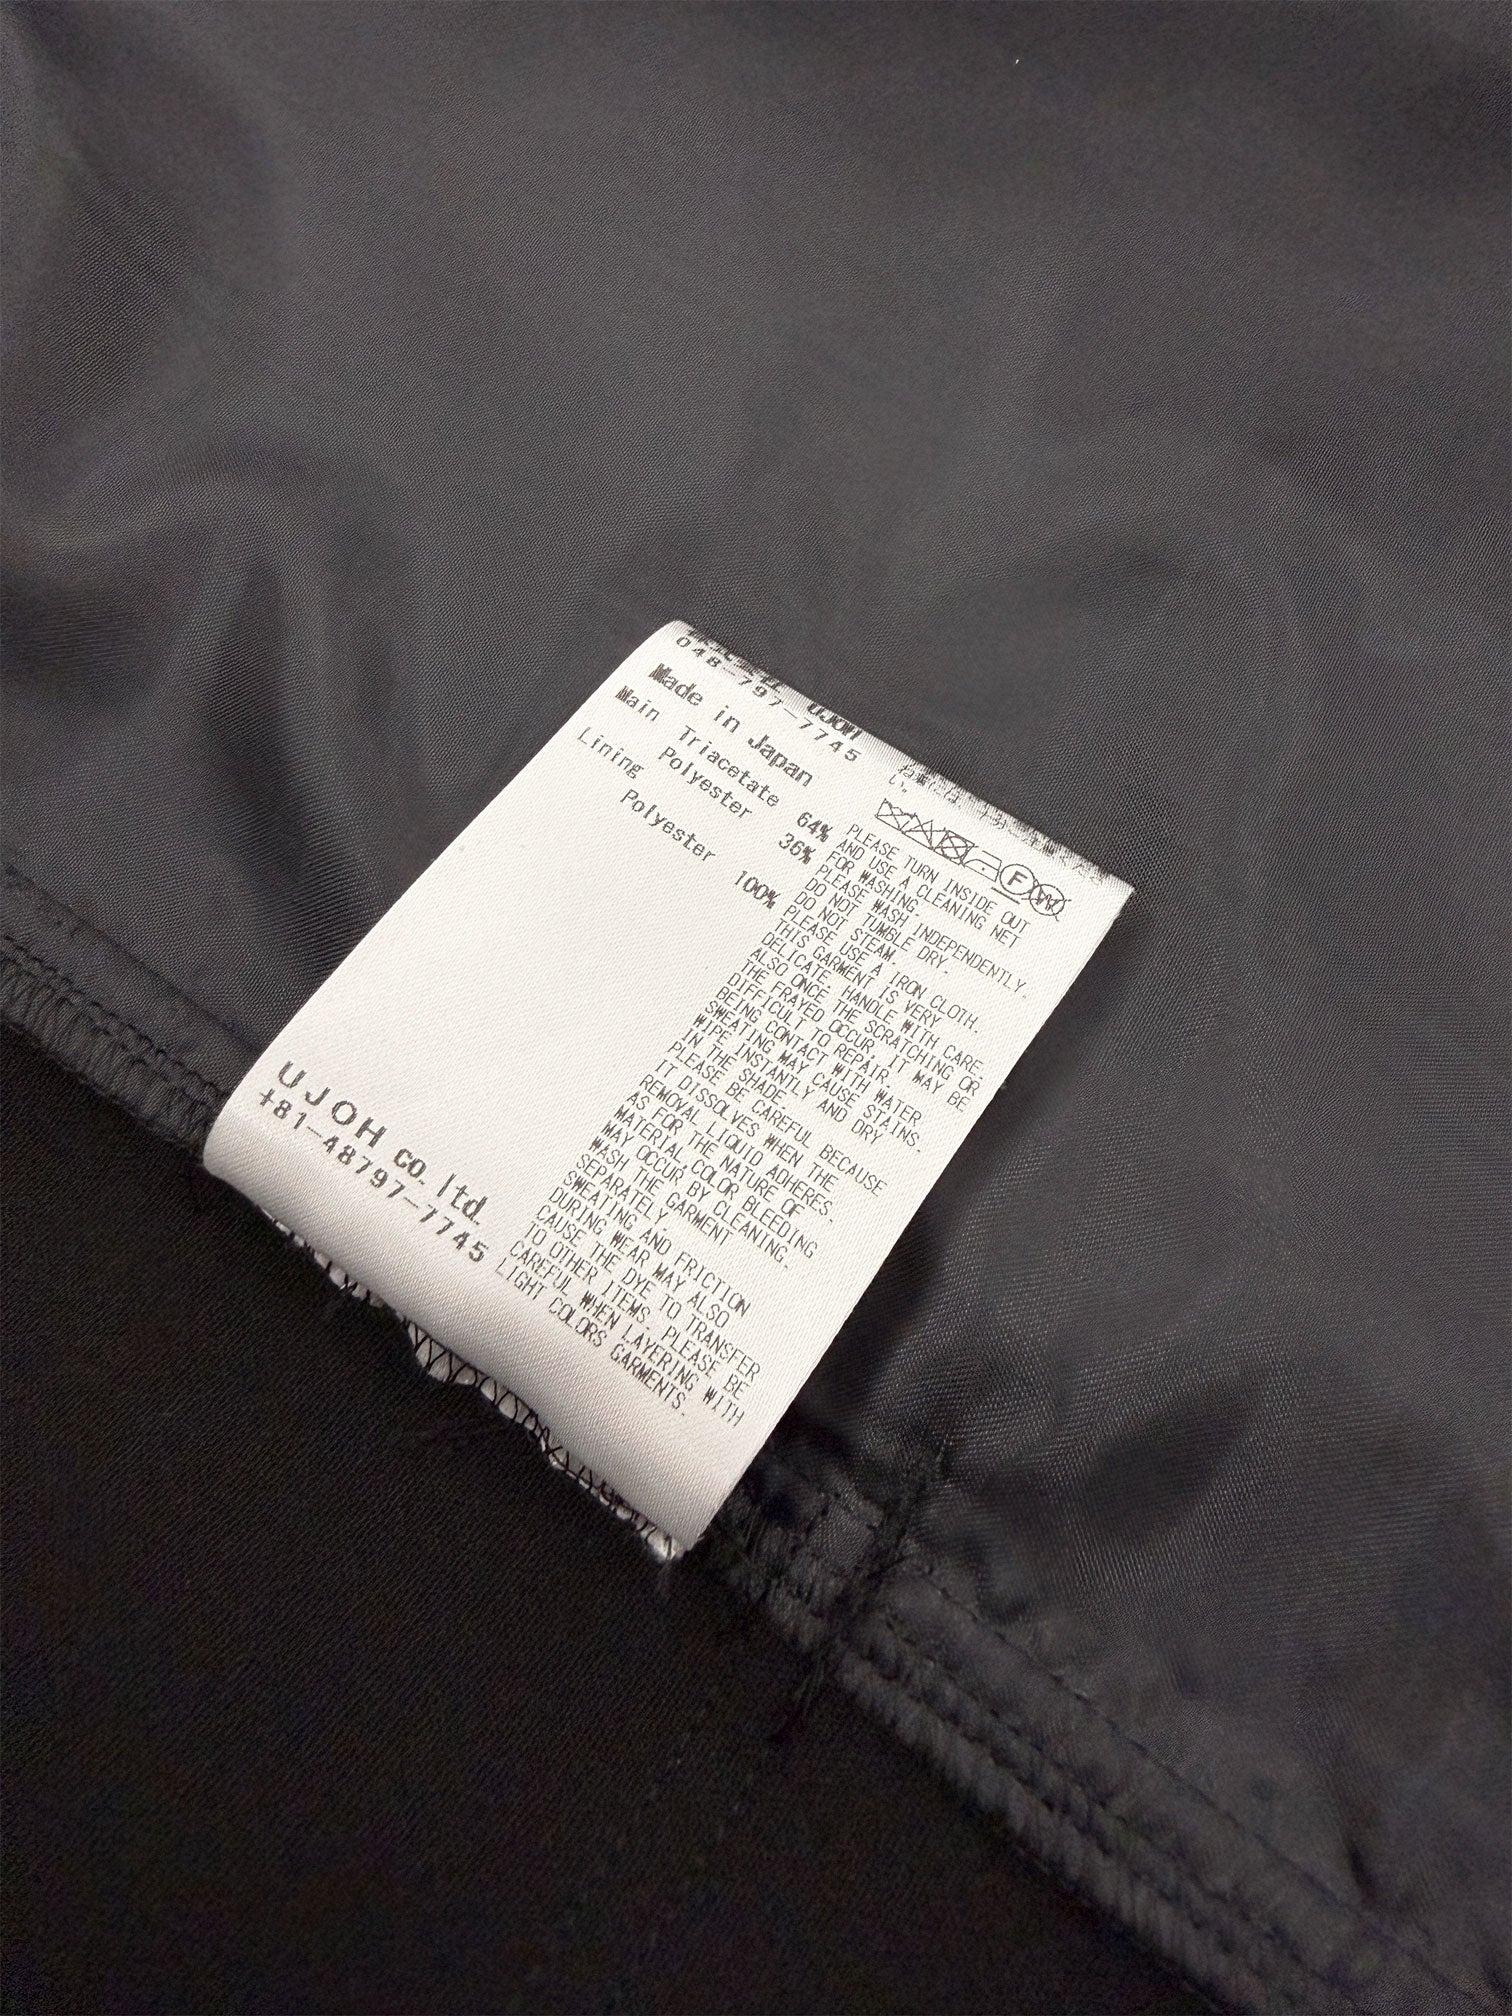 UJOH
048-797-7745
Made in Japan
Main Triacetate 64%
Polyester 36%
Lining
Polyester 100%
UJOH co. ltd.
+81-48797-7745
い。
F W
PLEASE TURN INSIDE OUT
AND USE A CLEANING NET
FOR WASHING.
PLEASE WASH INDEPENDENTLY.
DO NOT TUMBLE DRY.
DO NOT STEAM.
PLEASE USE A IRON CLOTH.
THIS GARMENT IS VERY
DELICATE. HANDLE WITH CARE.
ALSO ONCE THE SCRATCHING OR
THE FRAYED OCCUR, IT MAY BE
DIFFICULT TO REPAIR.
BEING CONTACT WITH WATER,
SWEATING MAY CAUSE STAINS.
WIPE INSTANTLY AND DRY
IN THE SHADE.
PLEASE BE CAREFUL BECAUSE
IT DISSOLVES WHEN THE
REMOVAL LIQUID ADHERES.
AS FOR THE NATURE OF
MATERIAL, COLOR BLEEDING
MAY OCCUR BY CLEANING.
WASH THE GARMENT
SEPARATELY.
SWEATING AND FRICTION
DURING WEAR MAY ALSO
CAUSE THE DYE TO TRANSFER
TO OTHER ITEMS. PLEASE BE
CAREFUL WHEN LAYERING WITH
LIGHT COLORS GARMENTS.